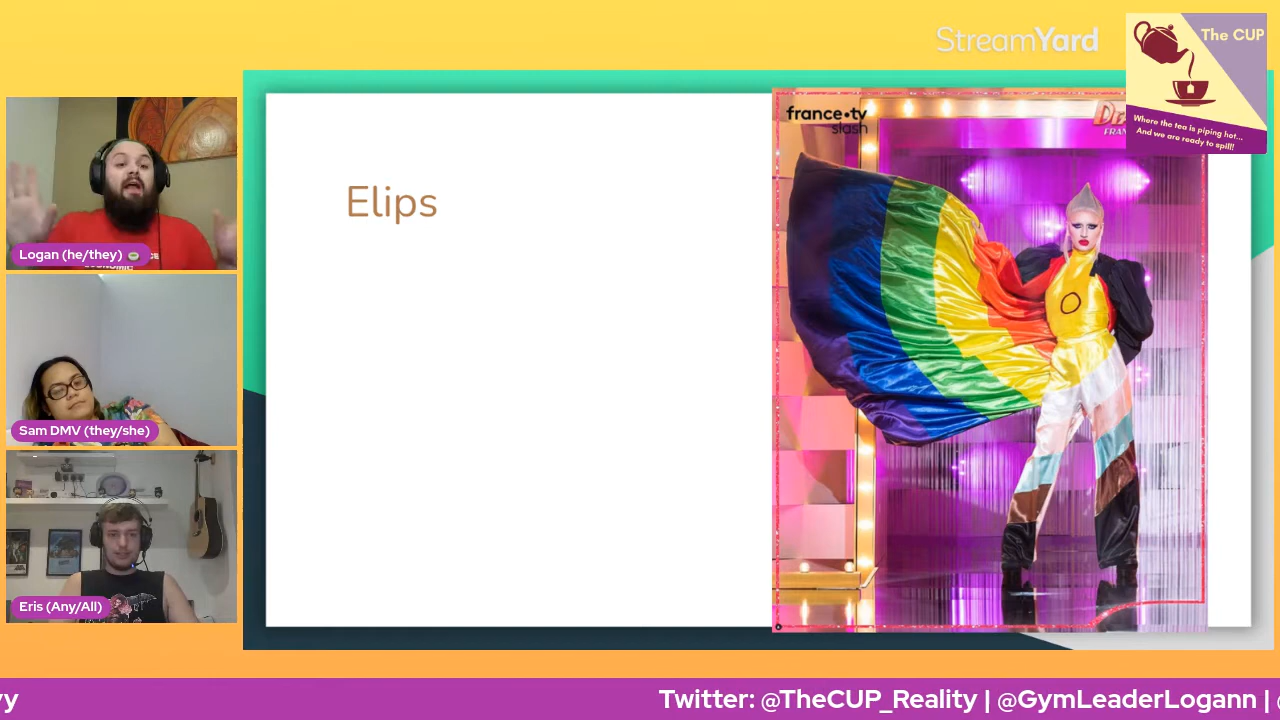 StreamYard
The CUP
Where the tea is piping hot...
And we are ready to spill!
france•tv
slash
Elips
Logan (he/they)
Sam DMV (they/she)
Eris (Any/All)
Twitter: @TheCUP_Reality | @GymLeaderLogann |